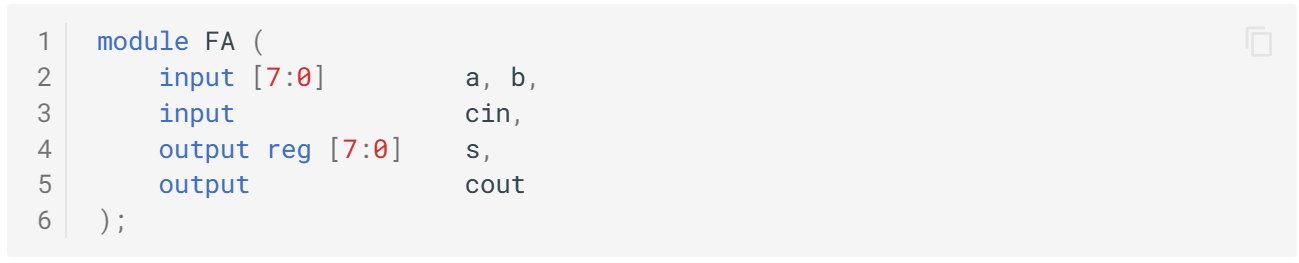 1 module FA (
2     input [7:0]         a, b,
3     input               cin,
4     output reg [7:0]    s,
5     output              cout
6 );